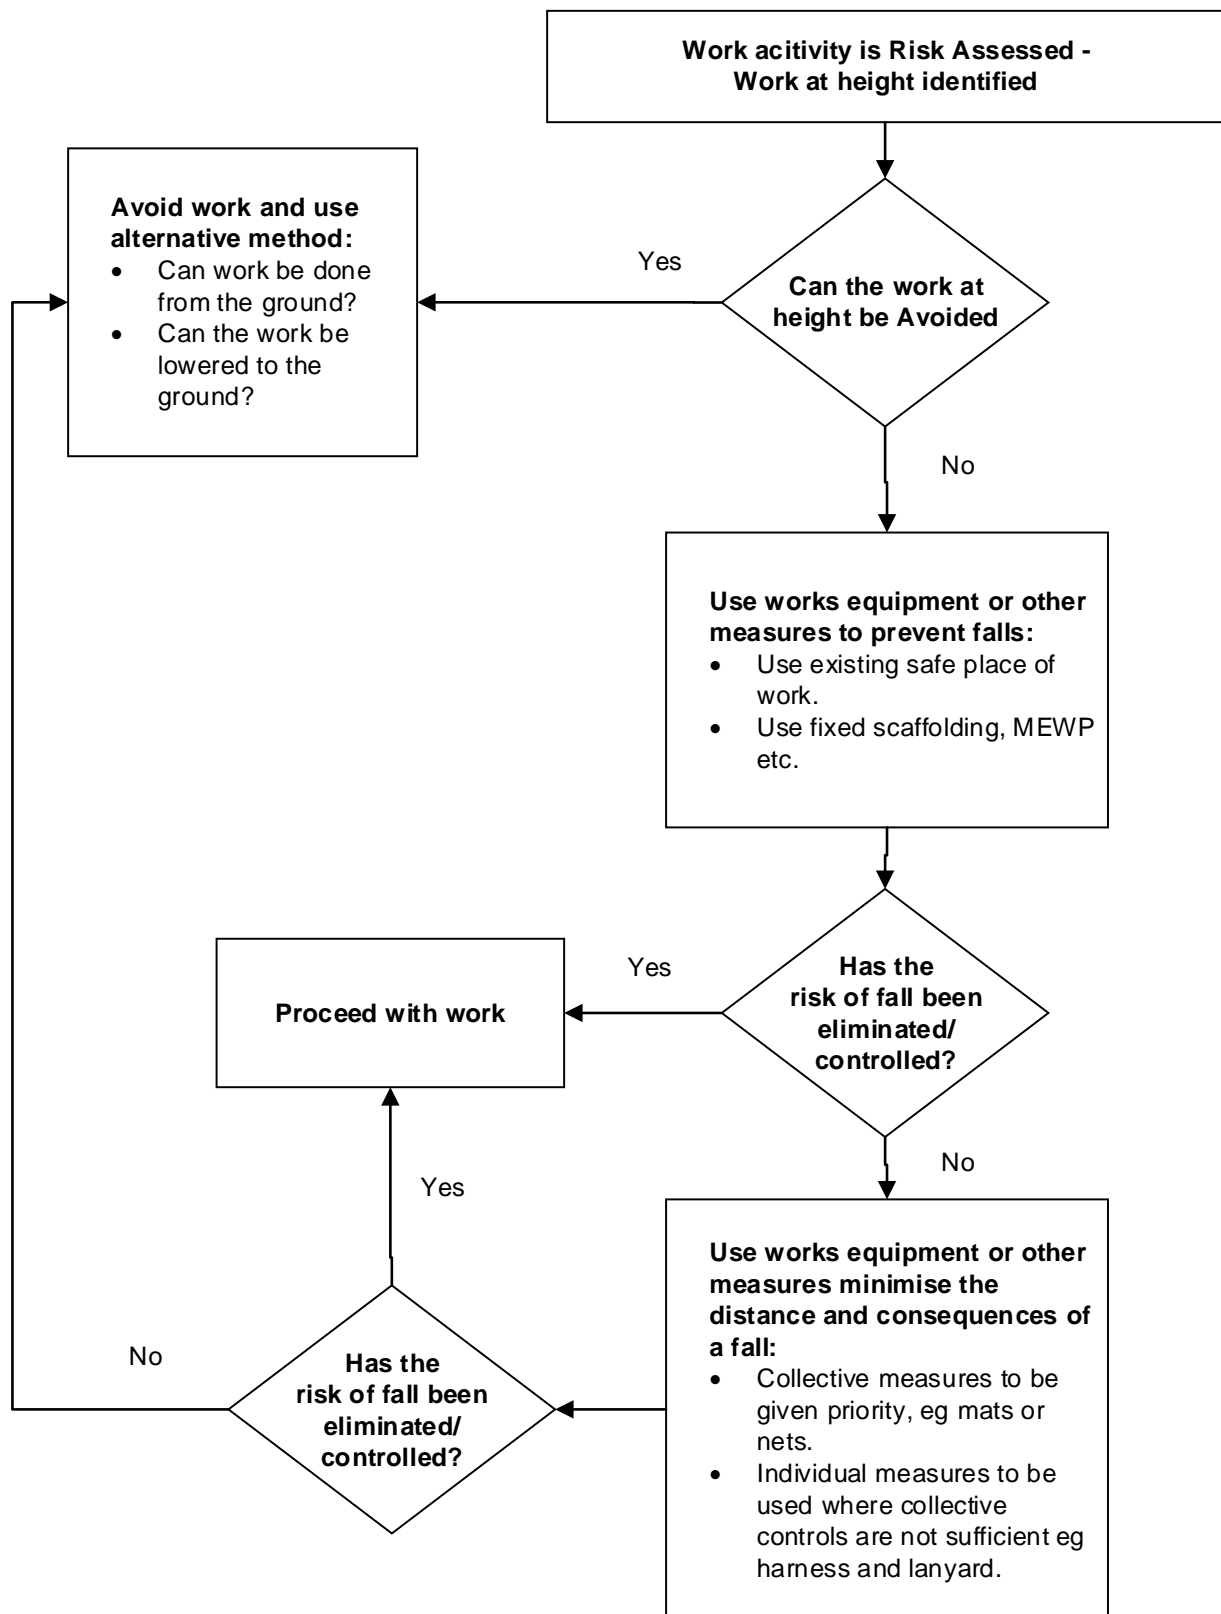 Work acitivity is Risk Assessed -
Work at height identified
Avoid work and use
alternative method:
• Can work be done
from the ground?
• Can the work be
lowered to the
ground?
Yes
Can the work at
height be Avoided
No
Use works equipment or other
measures to prevent falls:
• Use existing safe place of
work.
• Use fixed scaffolding, MEWP
etc.
Proceed with work
Yes
Has the
risk of fall been
eliminated/
controlled?
No
Yes
Use works equipment or other
measures minimise the
distance and consequences of
a fall:
• Collective measures to be
given priority, eg mats or
nets.
• Individual measures to be
used where collective
controls are not sufficient eg
harness and lanyard.
No
Has the
risk of fall been
eliminated/
controlled?